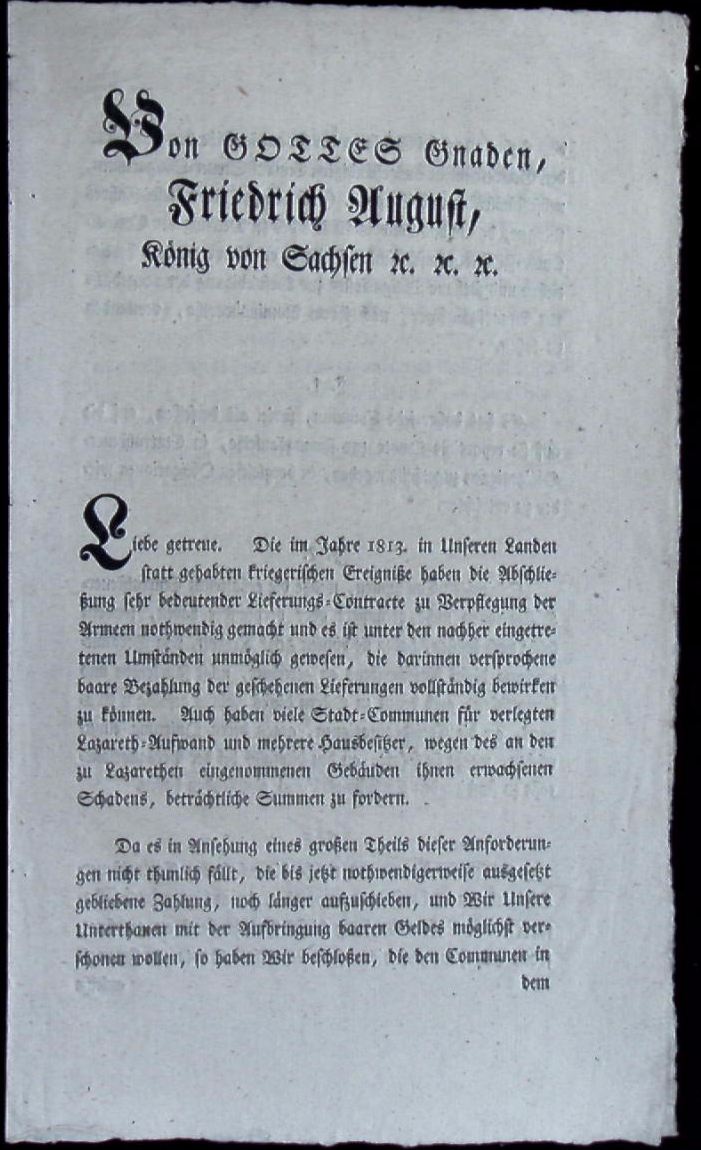 Von GOTTES Gnaden,
Friedrich August,
König von Sachsen ꝛc. ꝛc. ꝛc.
Liebe getreue. Die im Jahre 1813. in Unseren Landen
statt gehabten kriegerischen Ereigniße haben die Abschlie-
ßung sehr bedeutender Lieferungs-Contracte zu Verpflegung der
Armeen nothwendig gemacht und es ist unter den nachher eingetre-
tenen Umständen unmöglich gewesen, die darinnen versprochene
baare Bezahlung der geschehenen Lieferungen vollständig bewirken
zu können. Auch haben viele Stadt-Communen für verlegten
Lazareth-Aufwand und mehrere Hausbesitzer, wegen des an den
zu Lazarethen eingenommenen Gebäuden ihnen erwachsenen
Schadens, beträchtliche Summen zu fordern.
Da es in Ansehung eines großen Theils dieser Anforderun-
gen nicht thunlich fällt, die bis jetzt nothwendigerweise ausgesetzt
gebliebene Zahlung, noch länger aufzuschieben, und Wir Unsere
Unterthanen mit der Aufbringung baaren Geldes möglichst ver-
schonen wollen, so haben Wir beschloßen, die den Communen in
dem